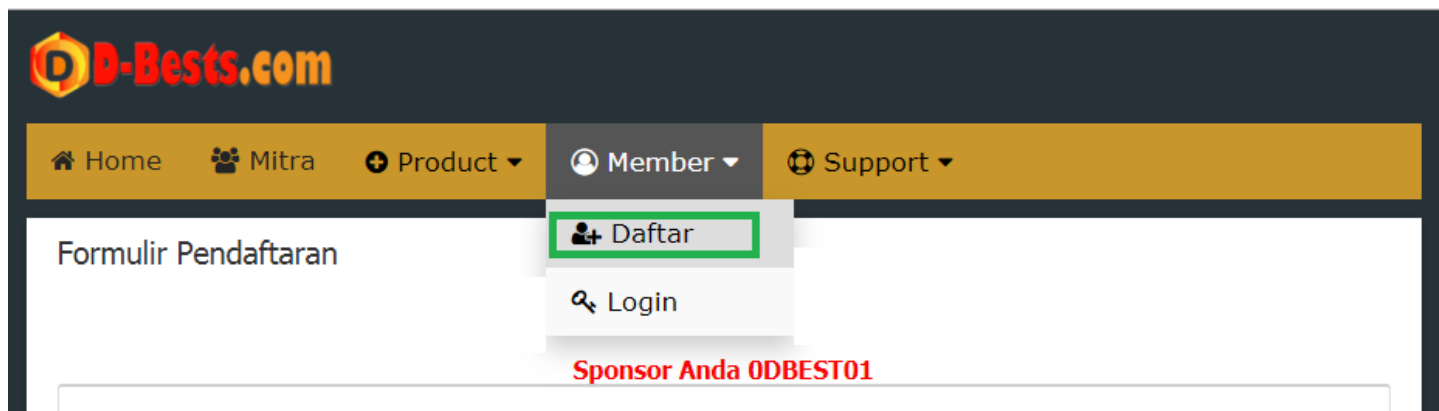 D-Bests.com
Home Mitra Product Member Support
Formulir Pendaftaran
Daftar
Login
Sponsor Anda 0DBEST01